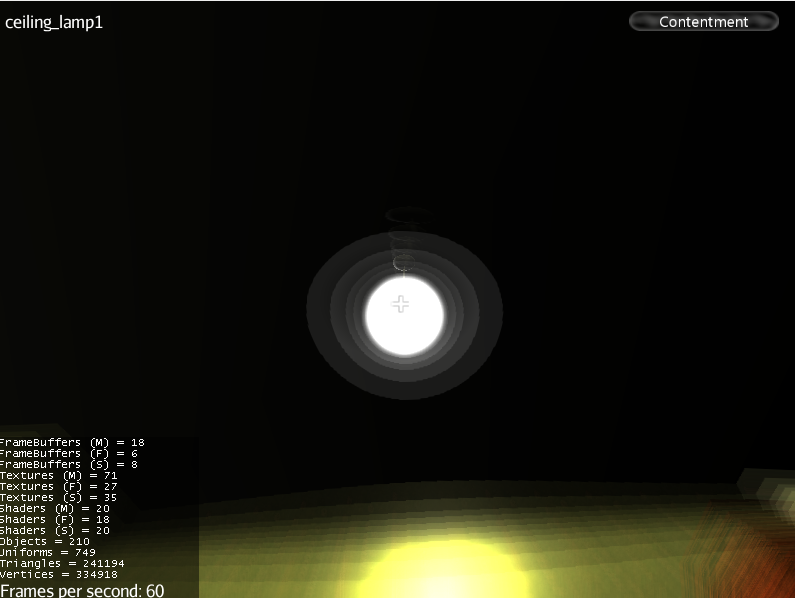 ceiling_lamp1
Contentment
FrameBuffers (M) = 18
FrameBuffers (F) = 6
FrameBuffers (S) = 8
Textures (M) = 71
Textures (F) = 27
Textures (S) = 35
Shaders (M) = 20
Shaders (F) = 18
Shaders (S) = 20
Objects = 210
Uniforms = 749
Triangles = 241194
Vertices = 334918
Frames per second: 60